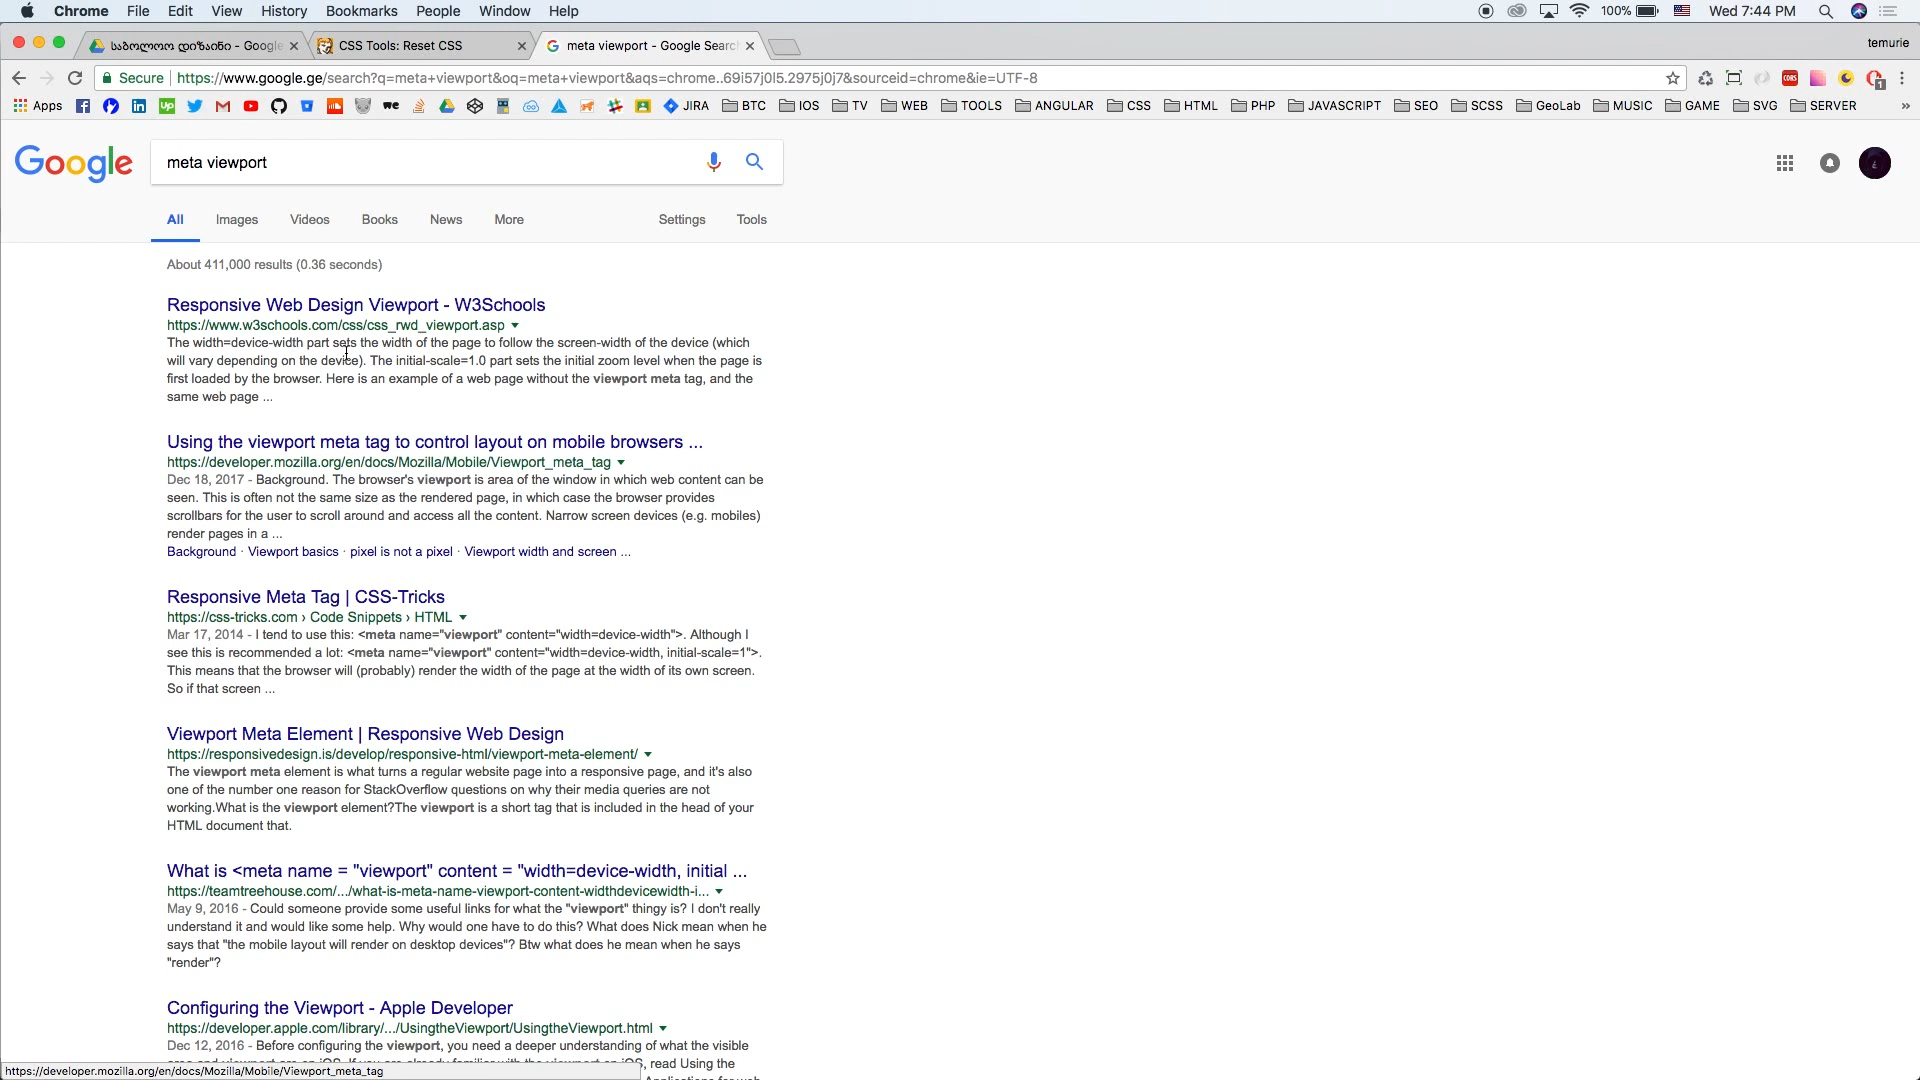 Chrome File Edit View History Bookmarks People Window Help 100% Wed 7:44 PM
საბოლოო დიზაინი - Google CSS Tools: Reset CSS meta viewport - Google Search temurie
Secure https://www.google.ge/search?q=meta+viewport&oq=meta+viewport&aqs=chrome..69i57j0l5.2975j0j7&sourceid=chrome&ie=UTF-8
Apps JIRA BTC IOS TV WEB TOOLS ANGULAR CSS HTML PHP JAVASCRIPT SEO SCSS GeoLab MUSIC GAME SVG SERVER »
Google meta viewport
All Images Videos Books News More Settings Tools
About 411,000 results (0.36 seconds)
Responsive Web Design Viewport - W3Schools
https://www.w3schools.com/css/css_rwd_viewport.asp
The width=device-width part sets the width of the page to follow the screen-width of the device (which
will vary depending on the device). The initial-scale=1.0 part sets the initial zoom level when the page is
first loaded by the browser. Here is an example of a web page without the viewport meta tag, and the
same web page ...
Using the viewport meta tag to control layout on mobile browsers ...
https://developer.mozilla.org/en/docs/Mozilla/Mobile/Viewport_meta_tag
Dec 18, 2017 - Background. The browser's viewport is area of the window in which web content can be
seen. This is often not the same size as the rendered page, in which case the browser provides
scrollbars for the user to scroll around and access all the content. Narrow screen devices (e.g. mobiles)
render pages in a ...
Background · Viewport basics · pixel is not a pixel · Viewport width and screen ...
Responsive Meta Tag | CSS-Tricks
https://css-tricks.com › Code Snippets › HTML
Mar 17, 2014 - I tend to use this: <meta name="viewport" content="width=device-width">. Although I
see this is recommended a lot: <meta name="viewport" content="width=device-width, initial-scale=1">.
This means that the browser will (probably) render the width of the page at the width of its own screen.
So if that screen ...
Viewport Meta Element | Responsive Web Design
https://responsivedesign.is/develop/responsive-html/viewport-meta-element/
The viewport meta element is what turns a regular website page into a responsive page, and it's also
one of the number one reason for StackOverflow questions on why their media queries are not
working.What is the viewport element?The viewport is a short tag that is included in the head of your
HTML document that.
What is <meta name = "viewport" content = "width=device-width, initial ...
https://teamtreehouse.com/.../what-is-meta-name-viewport-content-widthdevicewidth-i...
May 9, 2016 - Could someone provide some useful links for what the "viewport" thingy is? I don't really
understand it and would like some help. Why would one have to do this? What does Nick mean when he
says that "the mobile layout will render on desktop devices"? Btw what does he mean when he says
"render"?
Configuring the Viewport - Apple Developer
https://developer.apple.com/library/.../UsingtheViewport/UsingtheViewport.html
Dec 12, 2016 - Before configuring the viewport, you need a deeper understanding of what the visible
read Using the
https://developer.mozilla.org/en/docs/Mozilla/Mobile/Viewport_meta_tag